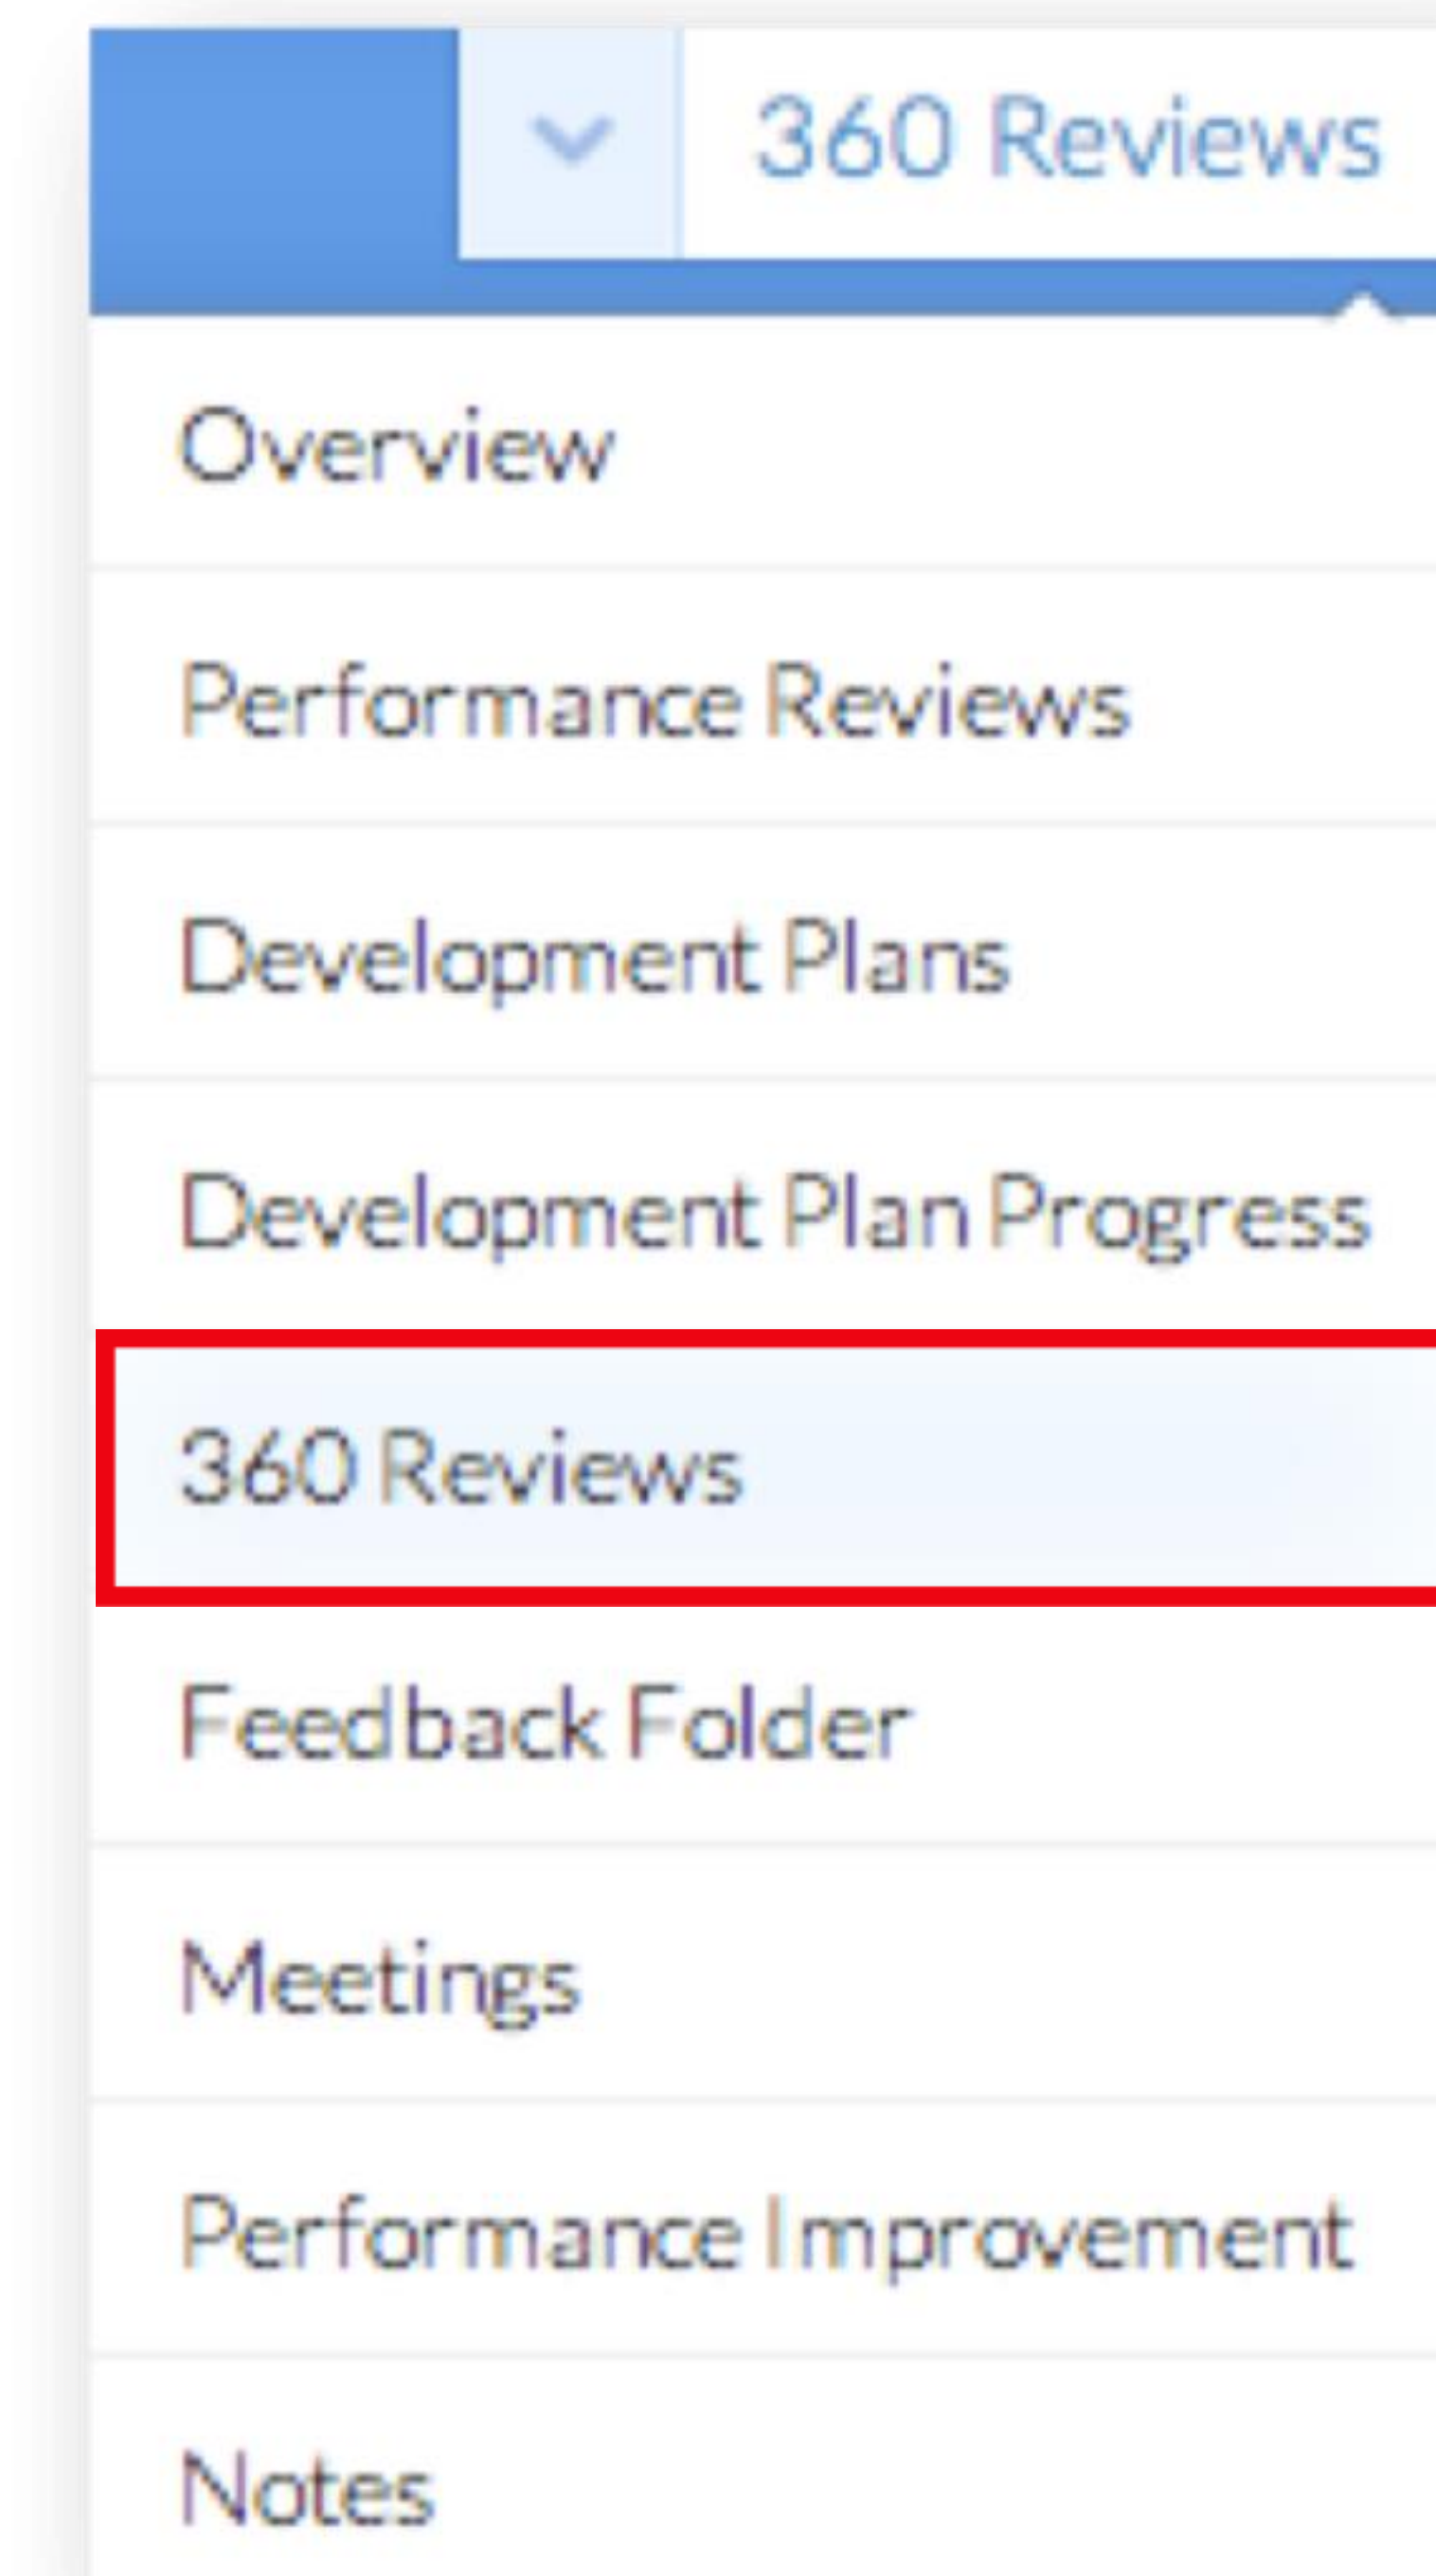 360 Reviews
Overview
Performance Reviews
Development Plans
Development Plan Progress
360 Reviews
Feedback Folder
Meetings
Performance Improvement
Notes